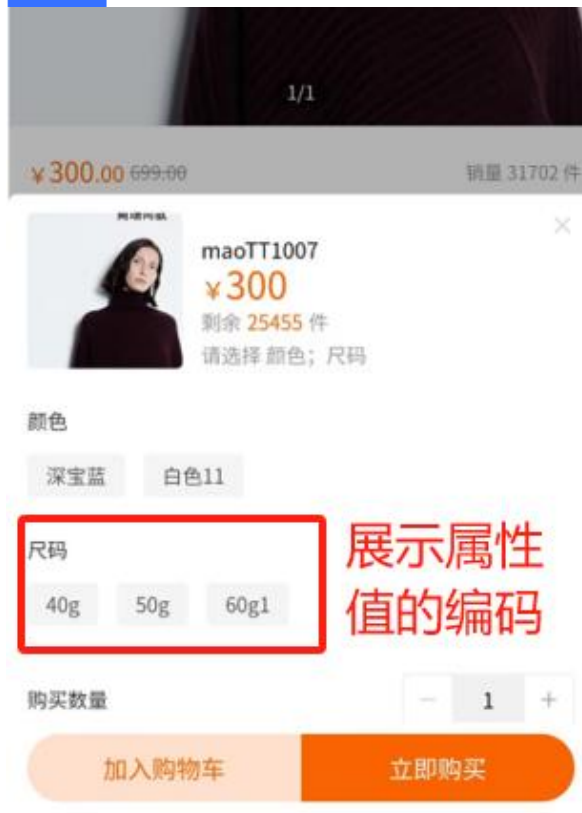 1/1
¥300.00 699.00
销量 31702 件
maoTT1007
¥300
剩余 25455 件
请选择 颜色；尺码
颜色
深宝蓝 白色11
尺码
40g 50g 60g1
展示属性
值的编码
购买数量
− 1 +
加入购物车 立即购买